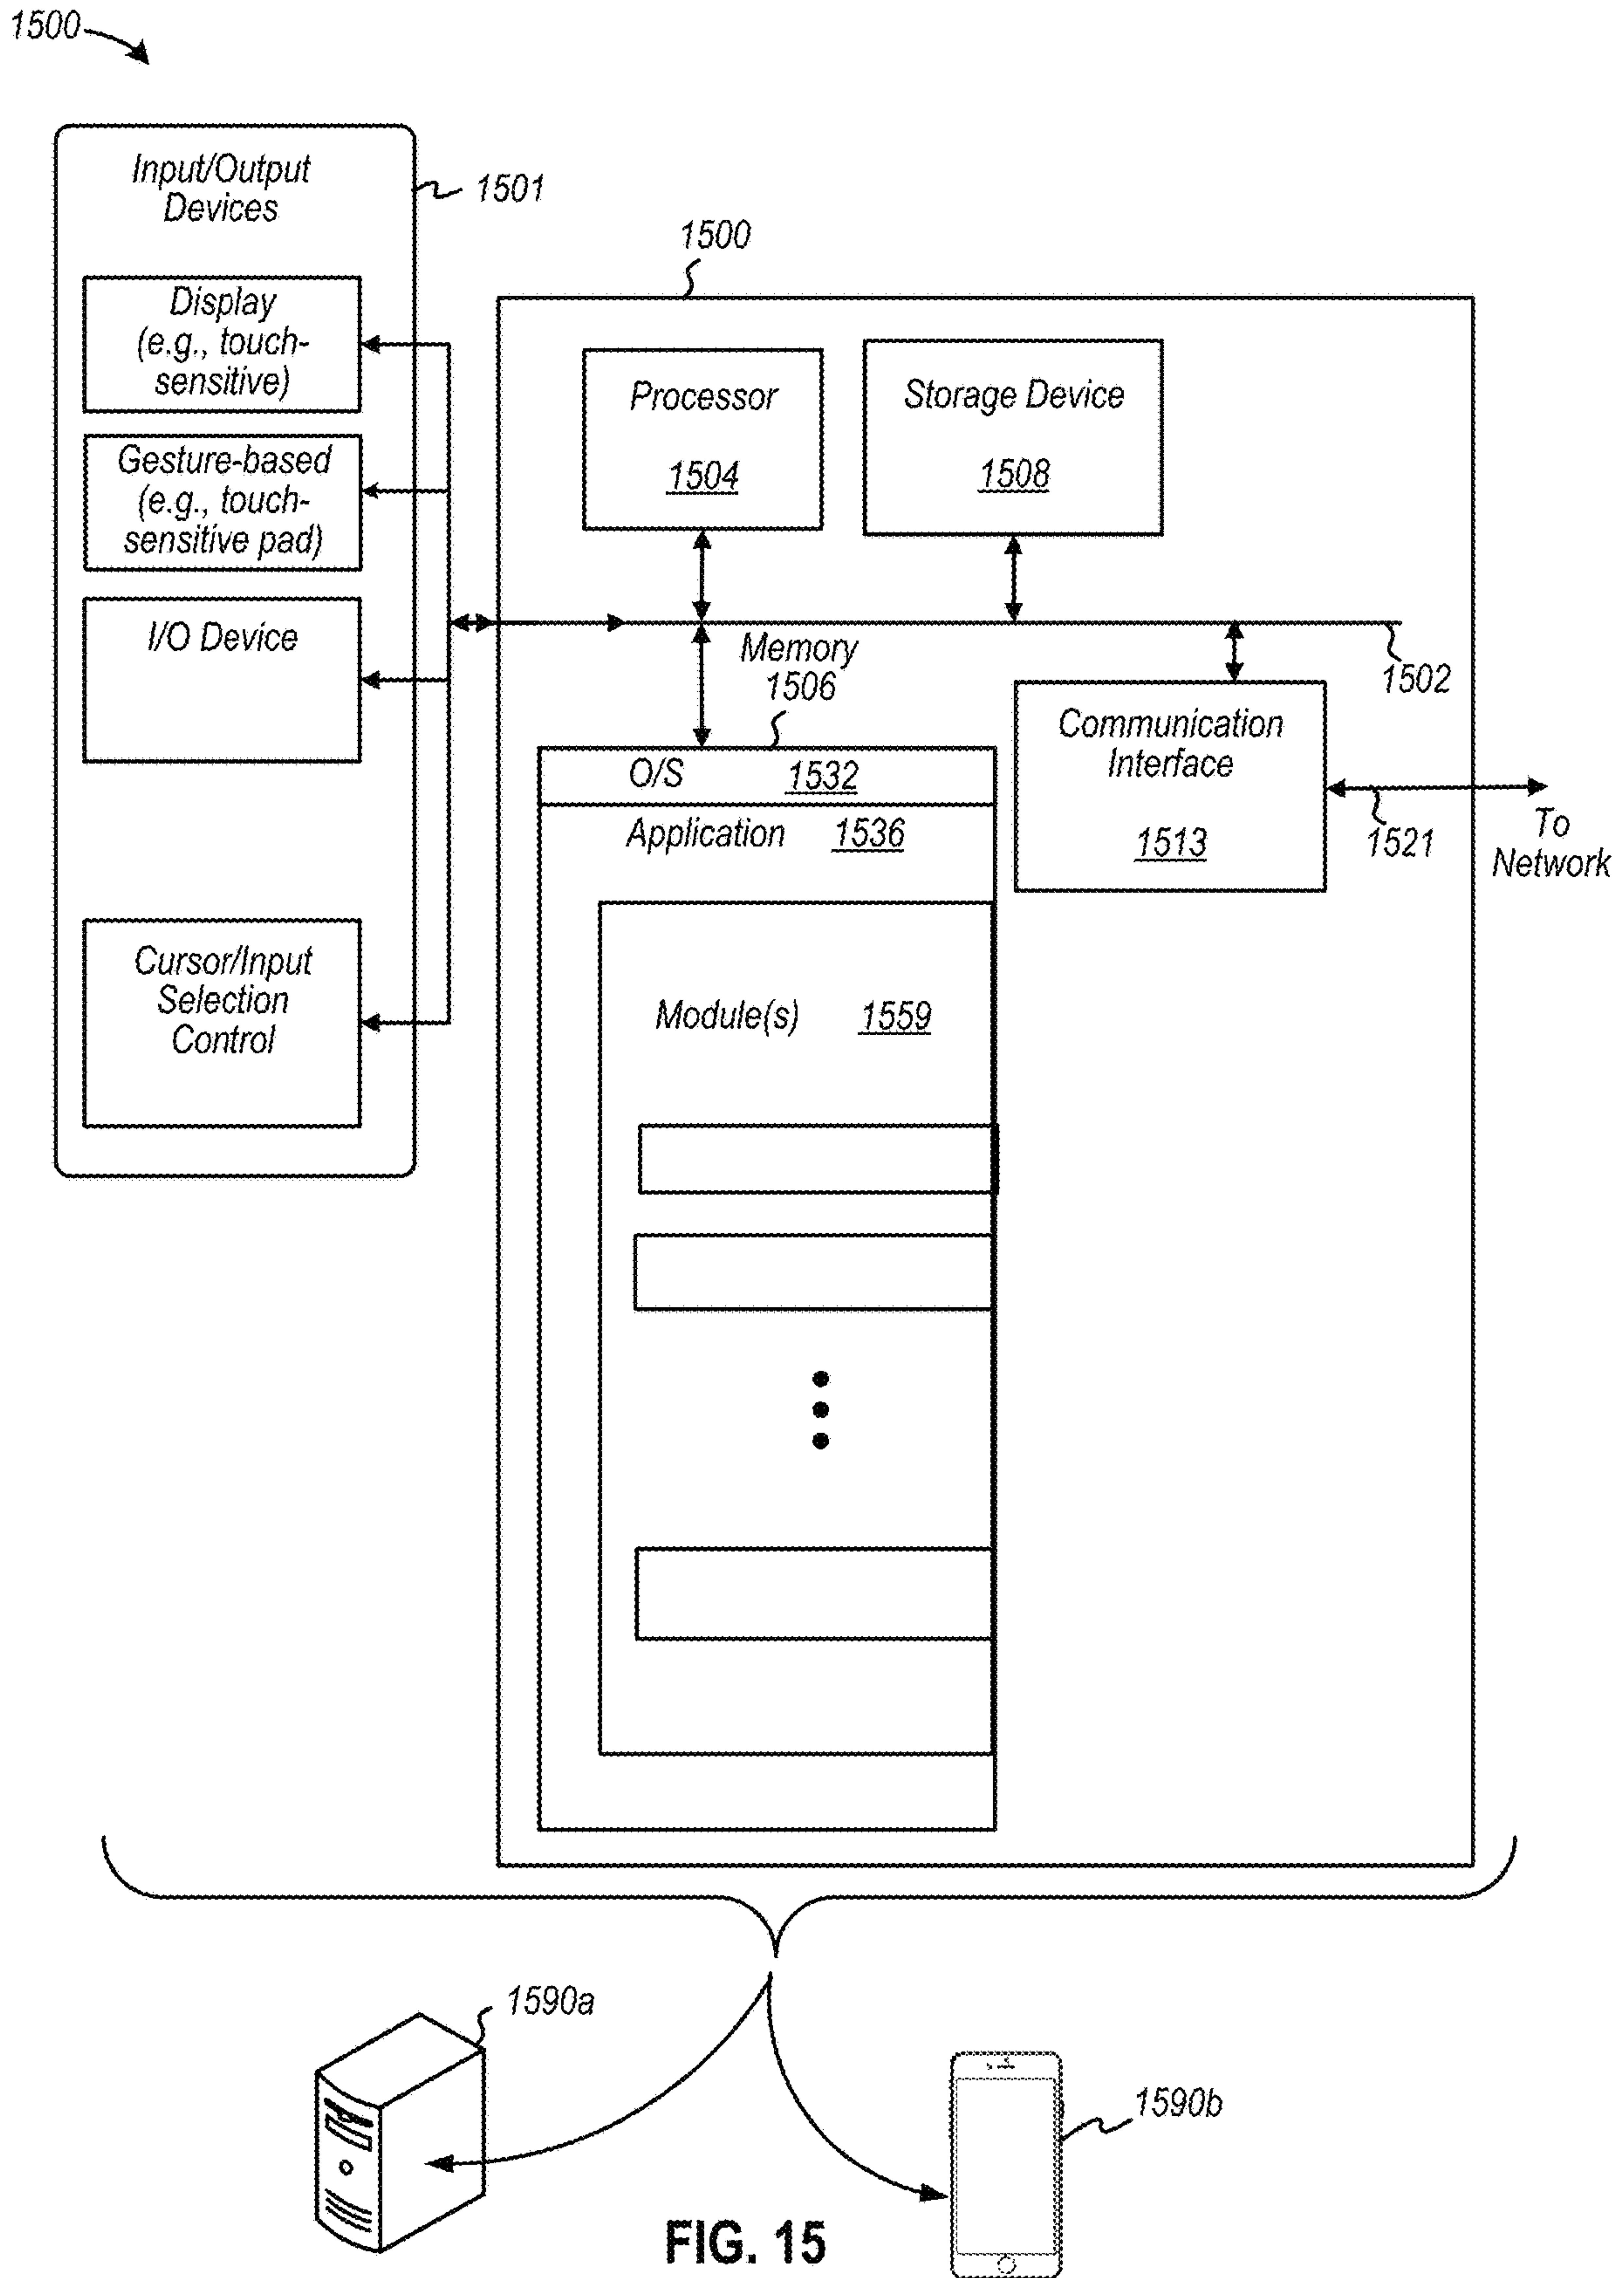 1500
Input/Output
Devices
1501
Display
(e.g., touch-
sensitive)
Gesture-based
(e.g., touch-
sensitive pad)
I/O Device
Cursor/Input
Selection
Control
1500
Processor
1504
Storage Device
1508
Memory
1506
1502
Communication
Interface
1513
1521
To
Network
O/S 1532
Application 1536
Module(s) 1559
1590a
1590b
FIG. 15